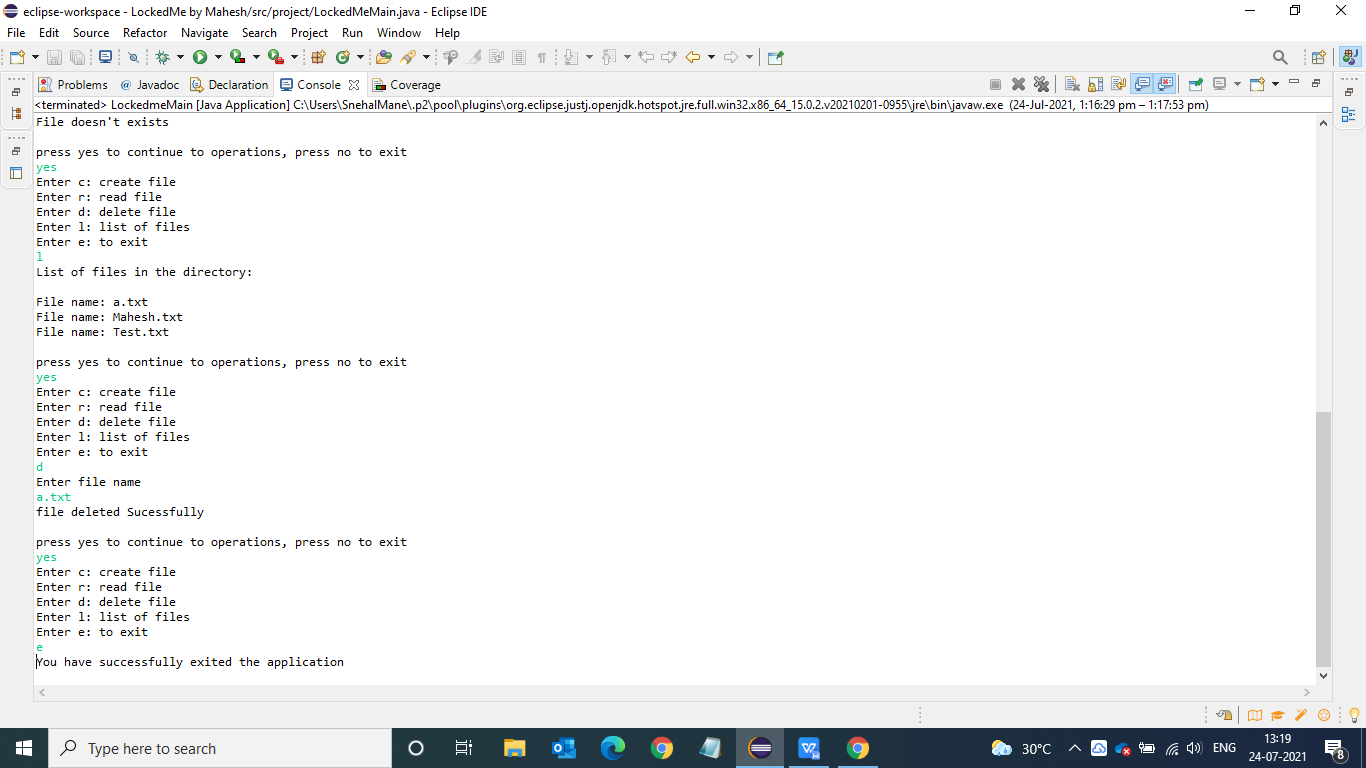 eclipse-workspace - LockedMe by Mahesh/src/project/LockedMeMain.java - Eclipse IDE
File Edit Source Refactor Navigate Search Project Run Window Help
Problems @ Javadoc Declaration Console Coverage
<terminated> LockedmeMain [Java Application] C:\Users\SnehalMane\.p2\pool\plugins\org.eclipse.justj.openjdk.hotspot.jre.full.win32.x86_64_15.0.2.v20210201-0955\jre\bin\javaw.exe (24-Jul-2021, 1:16:29 pm – 1:17:53 pm)
File doesn't exists
press yes to continue to operations, press no to exit
yes
Enter c: create file
Enter r: read file
Enter d: delete file
Enter l: list of files
Enter e: to exit
l
List of files in the directory:
File name: a.txt
File name: Mahesh.txt
File name: Test.txt
press yes to continue to operations, press no to exit
yes
Enter c: create file
Enter r: read file
Enter d: delete file
Enter l: list of files
Enter e: to exit
d
Enter file name
a.txt
file deleted Sucessfully
press yes to continue to operations, press no to exit
yes
Enter c: create file
Enter r: read file
Enter d: delete file
Enter l: list of files
Enter e: to exit
e
You have successfully exited the application
Type here to search
30°C
ENG
13:19
24-07-2021
8